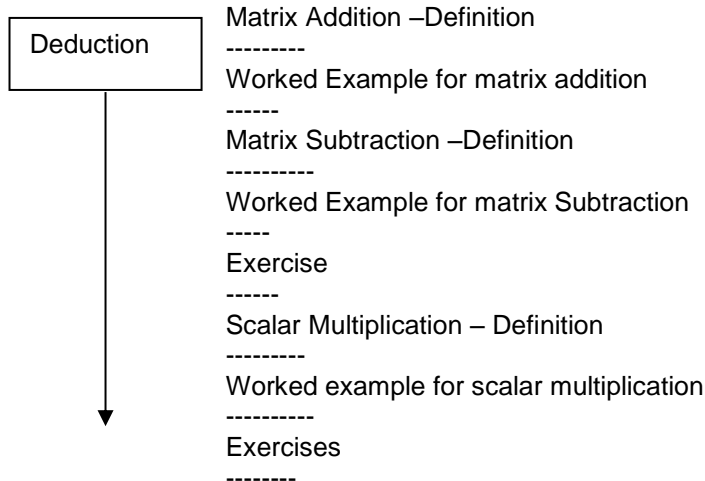 Deduction
Matrix Addition –Definition
---------
Worked Example for matrix addition
------
Matrix Subtraction –Definition
----------
Worked Example for matrix Subtraction
-----
Exercise
------
Scalar Multiplication – Definition
---------
Worked example for scalar multiplication
----------
Exercises
--------